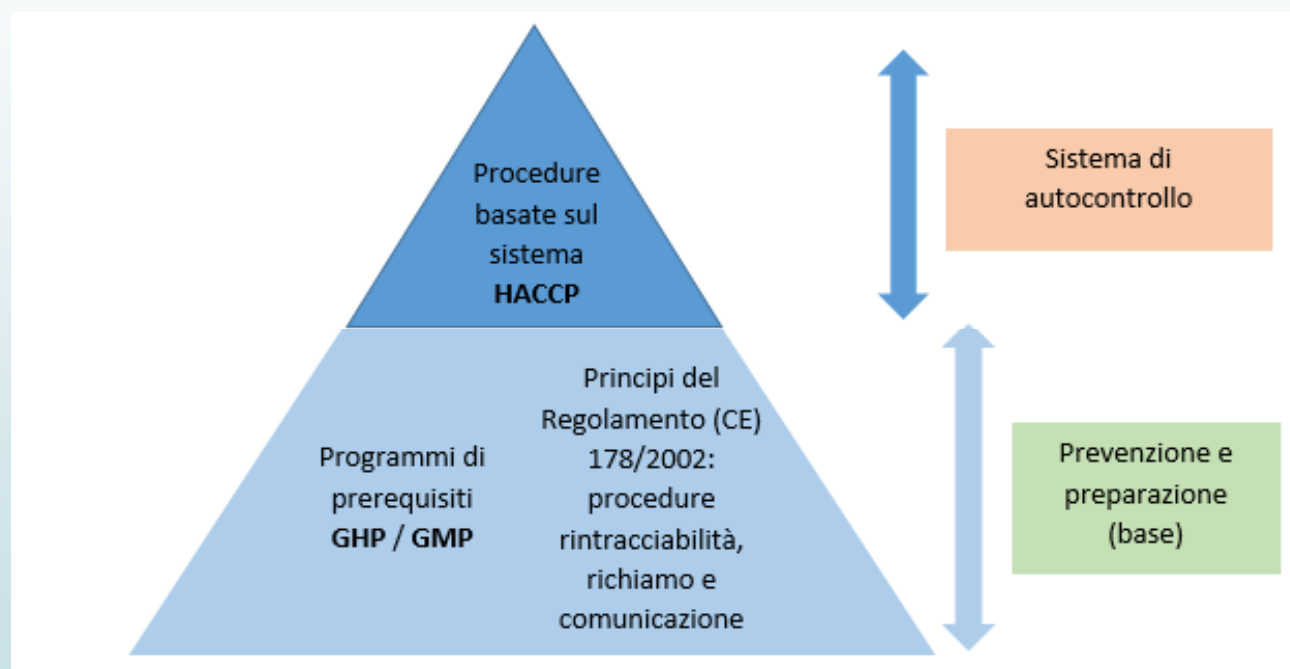 Procedure
basate sul
sistema
HACCP
Sistema di
autocontrollo
Programmi di
prerequisiti
GHP / GMP
Principi del
Regolamento (CE)
178/2002:
procedure
rintracciabilità,
richiamo e
comunicazione
Prevenzione e
preparazione
(base)